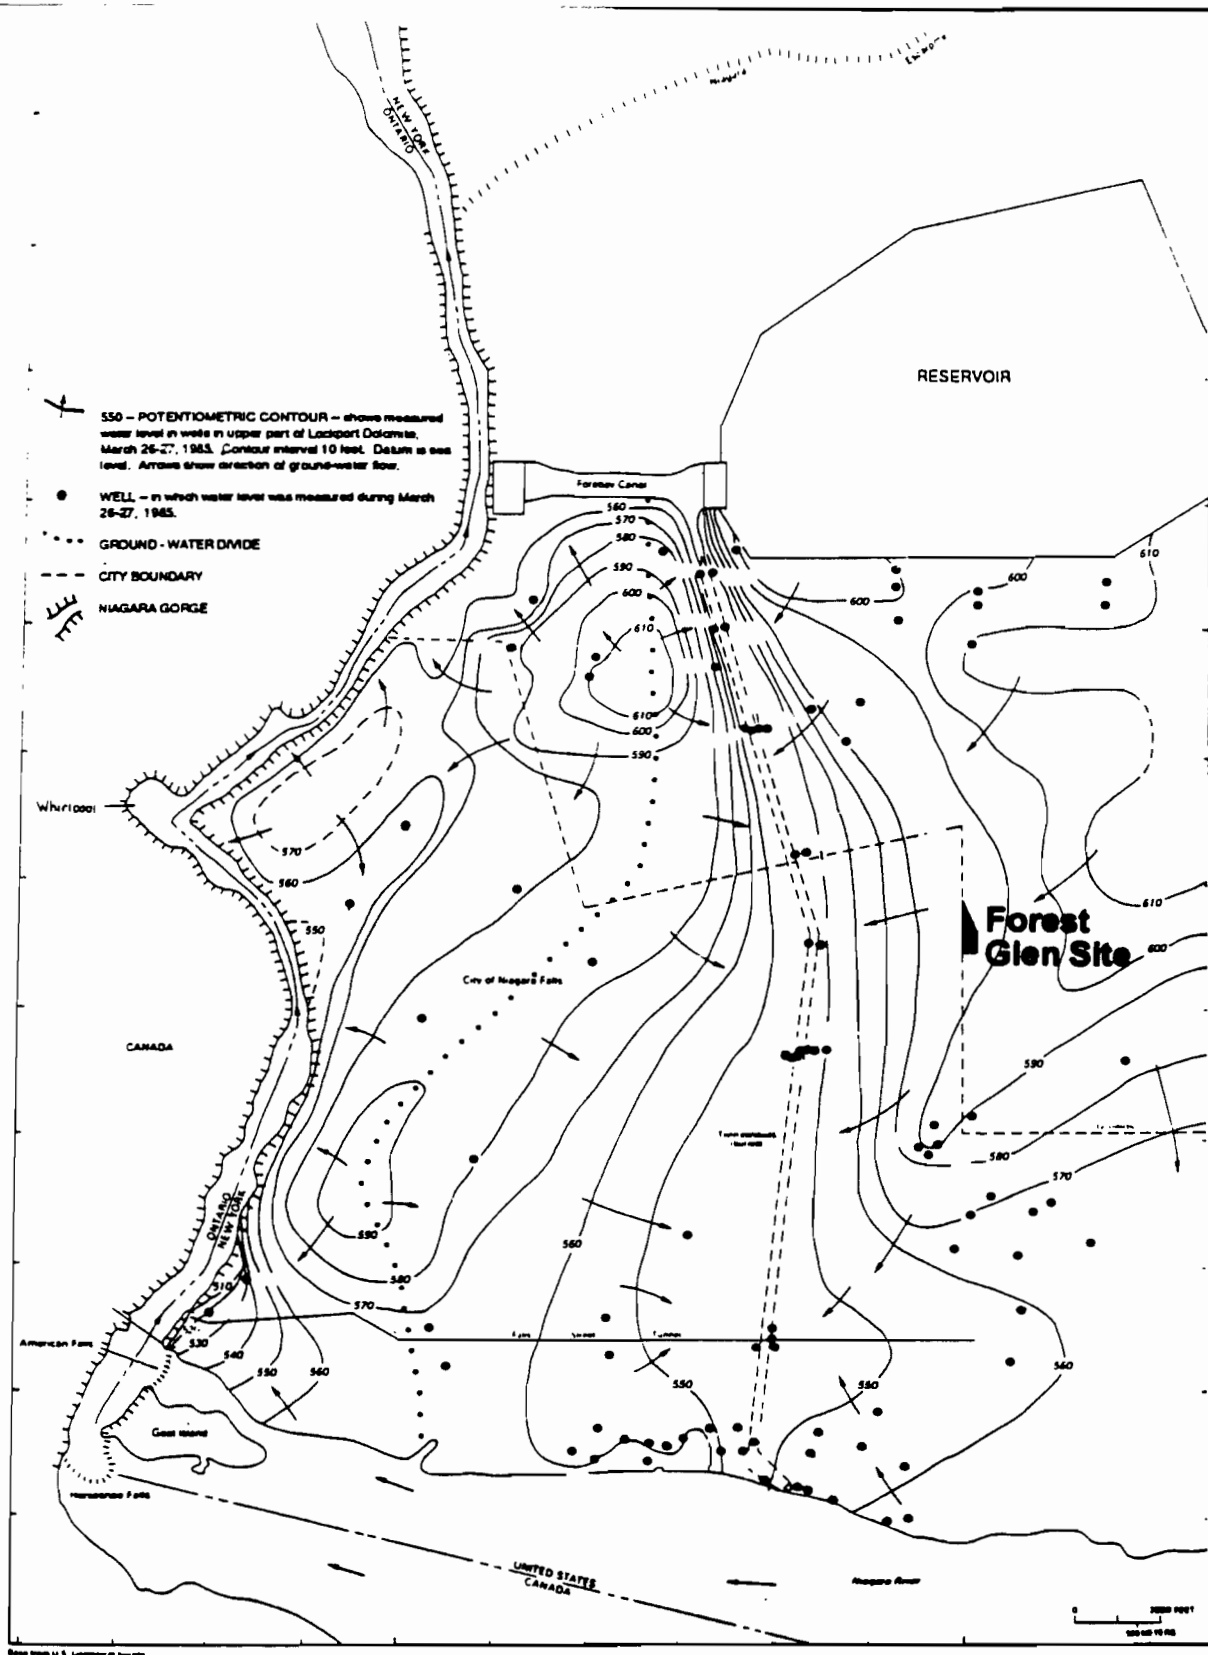 Niagara
NEW YORK
ONTARIO
RESERVOIR
550 – POTENTIOMETRIC CONTOUR – shows measured
water level in wells in upper part of Lockport Dolomite,
March 26-27, 1985. Contour interval 10 feet. Datum is sea
level. Arrows show direction of ground-water flow.
WELL – in which water level was measured during March
26-27, 1985.
GROUND - WATER DIVIDE
CITY BOUNDARY
NIAGARA GORGE
Forebay Canal
560
570
580
590
600
610
610
600
590
600
600
610
Whirlpool
570
560
550
610
600
Forest
Glen Site
City of Niagara Falls
CANADA
590
580
570
ONTARIO
NEW YORK
590
580
570
560
510
530
540
550
560
550
550
560
American Falls
Falls Street Tunnel
Goat Island
Horseshoe Falls
UNITED STATES
CANADA
Niagara River
0